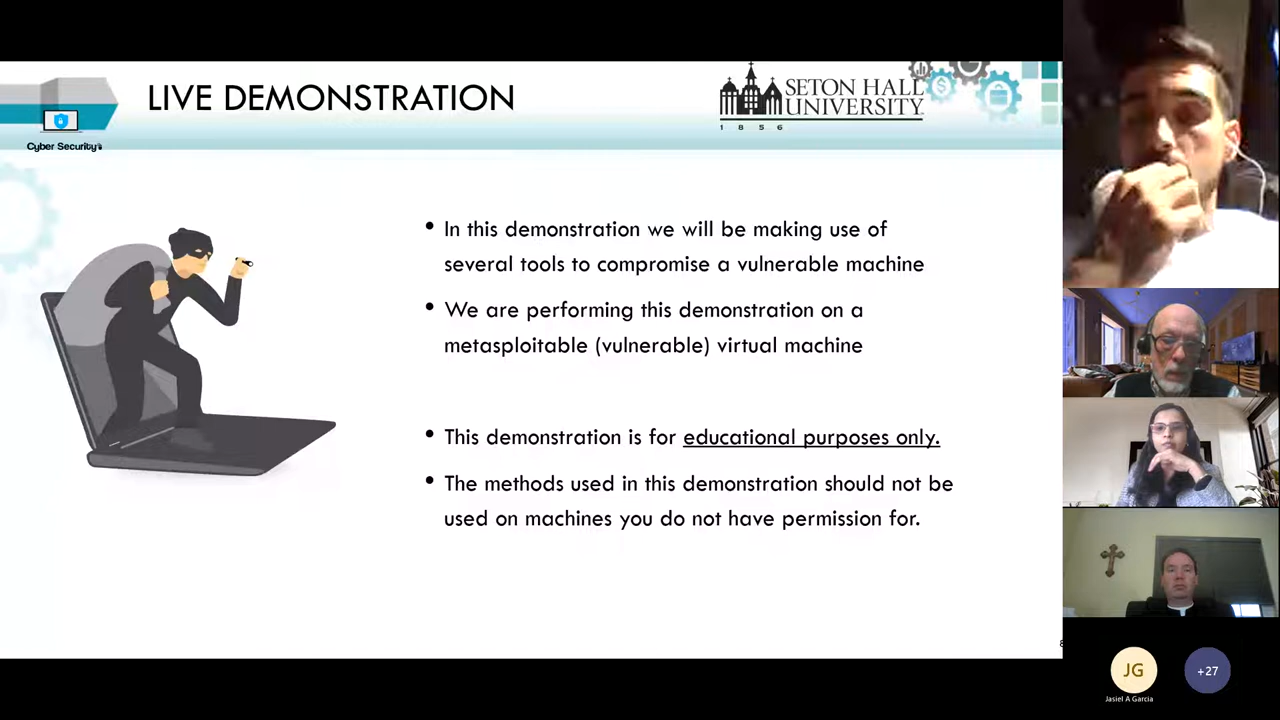 LIVE DEMONSTRATION
SETON HALL
UNIVERSITY
1 8 5 6
Cyber Security
• In this demonstration we will be making use of
several tools to compromise a vulnerable machine
• We are performing this demonstration on a
metasploitable (vulnerable) virtual machine
• This demonstration is for educational purposes only.
• The methods used in this demonstration should not be
used on machines you do not have permission for.
JG
+27
Jasiel A Garcia